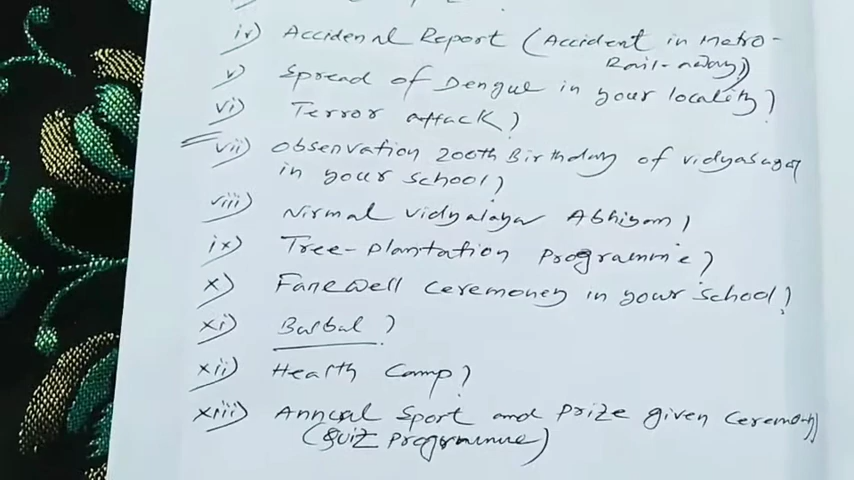 iv) Accidenal Report (Accident in Metro-
Rail-away)
v) Spread of Dengue in your locality?
vi) Terror attack?
vii) Observation 200th Birthday of vidyasagar
in your school?
viii) Nirmal vidyalaya Abhiyan?
ix) Tree-plantation programme?
x) Farewell ceremoney in your school?
xi) Bulbul?
xii) Health Camp?
xiii) Annual Sport and prize given ceremony
(Quiz programme)